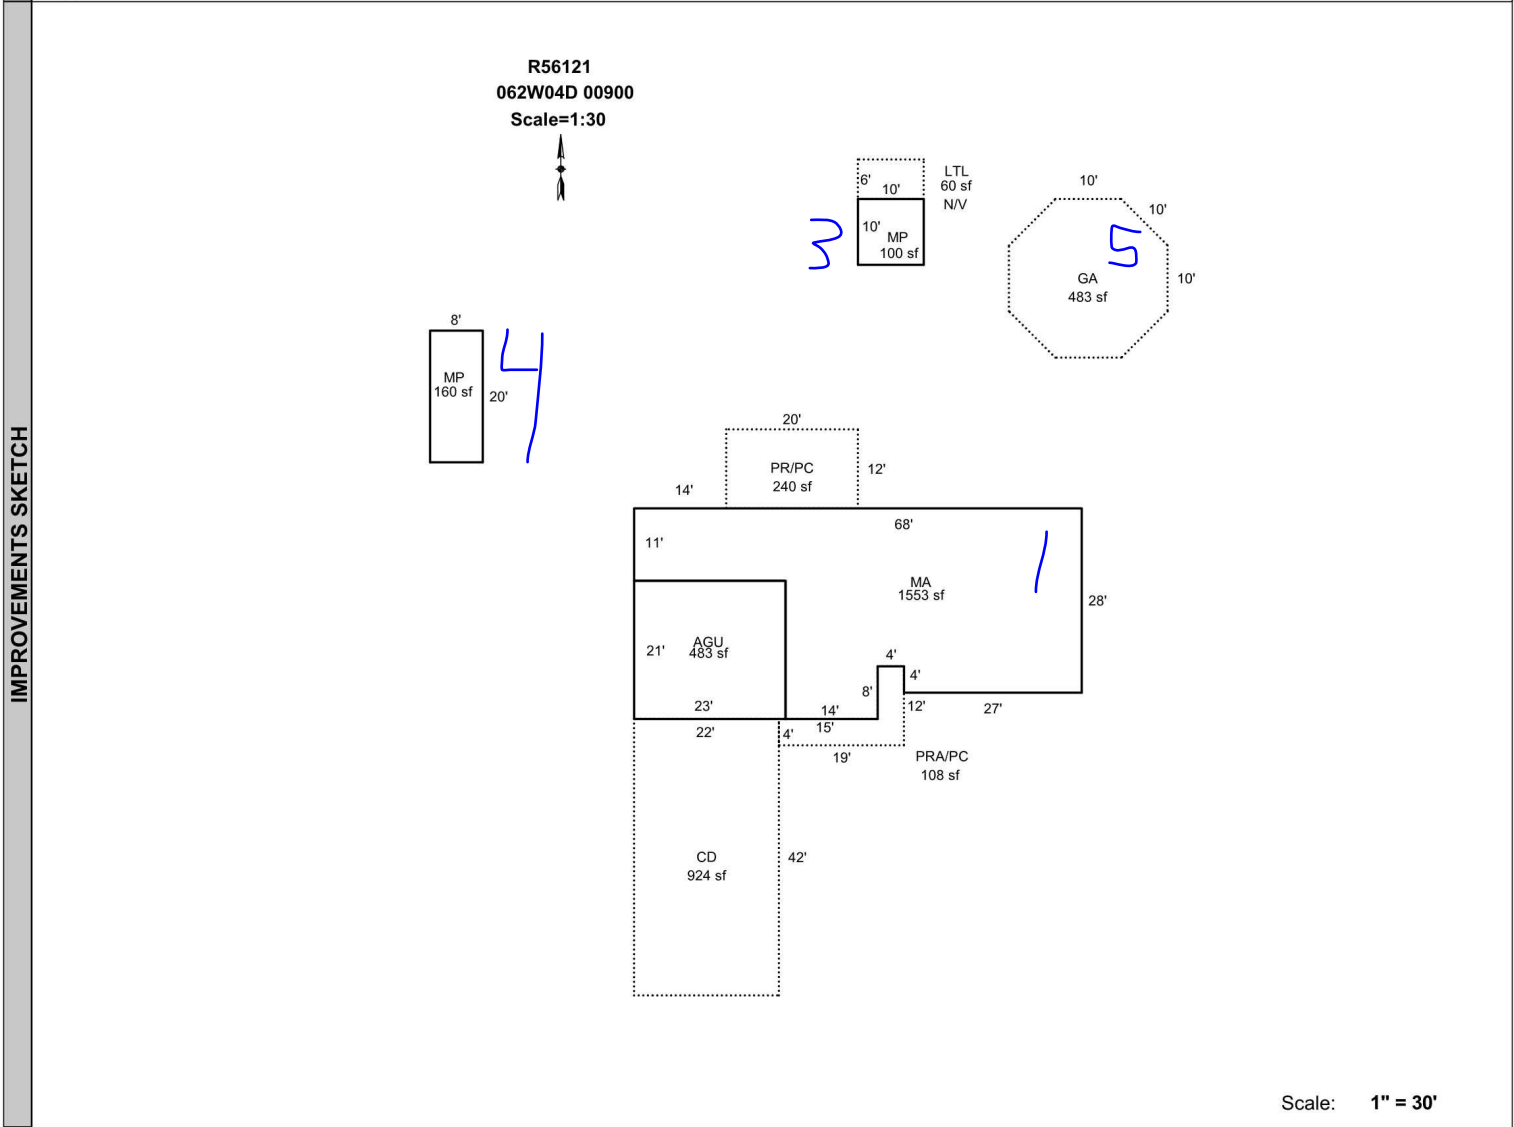 IMPROVEMENTS SKETCH
R56121
062W04D 00900
Scale=1:30
6'
10'
LTL
60 sf
N/V
3
10'
MP
100 sf
10'
10'
5
10'
GA
483 sf
8'
MP
160 sf
20'
4
20'
PR/PC
240 sf
12'
14'
68'
11'
1
MA
1553 sf
28'
AGU
483 sf
21'
4'
4'
8'
23'
14'
12'
27'
22'
4'
15'
19'
PRA/PC
108 sf
CD
924 sf
42'
Scale: 1" = 30'